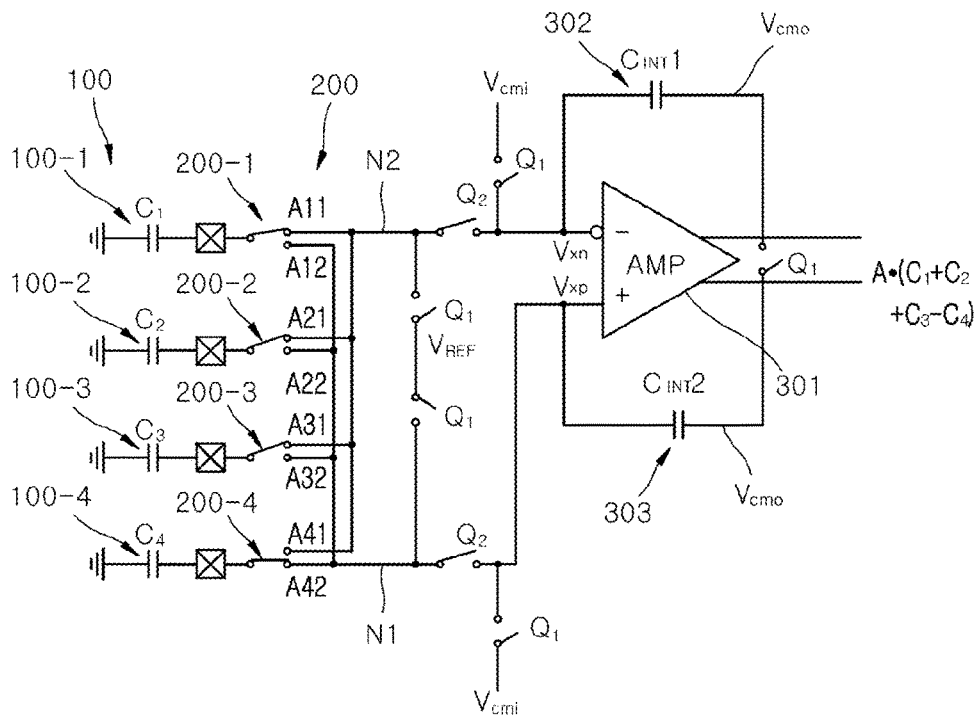 302
C INT1
Vcmo
100
200
Vcmi
100-1
200-1
N2
Q1
Q2
C1
A11
A12
Vxn
−
AMP
Q1
A•(C1+C2
+C3-C4)
100-2
200-2
C2
A21
Q1
Vxp
+
VREF
A22
100-3
200-3
C3
A31
Q1
C INT2
301
A32
100-4
200-4
C4
A41
Q2
303
Vcmo
A42
N1
Q1
Vcmi